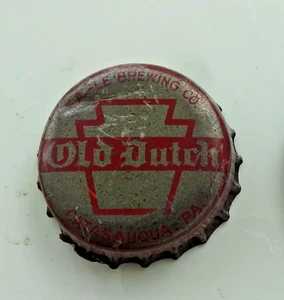 BREWING CO.
Old Dutch
CATASAUQUA, PA.